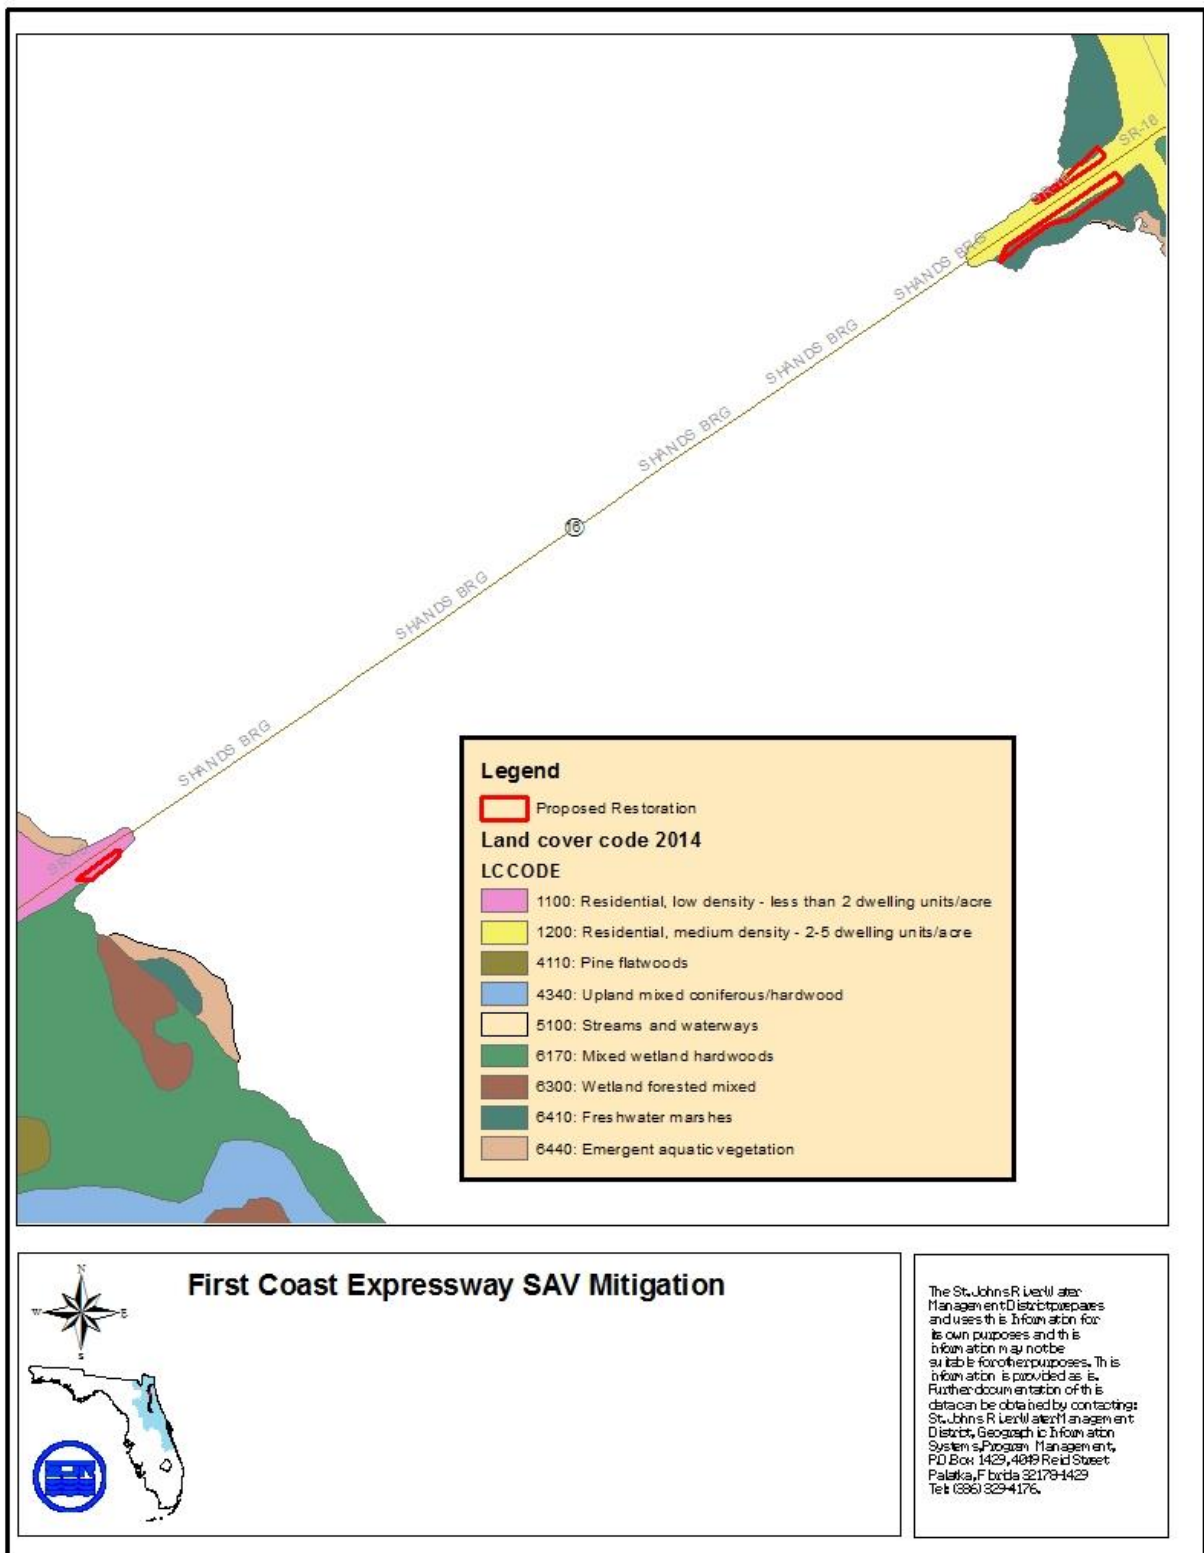 SR-16
SHANDS BRG
SHANDS BRG
SHANDS BRG
16
SHANDS BRG
SHANDS BRG
Legend
Proposed Restoration
Land cover code 2014
LCCODE
1100: Residential, low density - less than 2 dwelling units/acre
1200: Residential, medium density - 2-5 dwelling units/acre
4110: Pine flatwoods
4340: Upland mixed coniferous/hardwood
5100: Streams and waterways
6170: Mixed wetland hardwoods
6300: Wetland forested mixed
6410: Freshwater marshes
6440: Emergent aquatic vegetation
N
W E
S
First Coast Expressway SAV Mitigation
The St. Johns River Water
Management District prepares
and uses this information for
its own purposes and this
information may not be
suitable for other purposes. This
information is provided as is.
Further documentation of this
data can be obtained by contacting:
St. Johns River Water Management
District, Geographic Information
Systems, Program Management,
P.O. Box 1429, 4049 Reid Street
Palatka, Florida 32178-1429
Tel: (386) 329-4176.